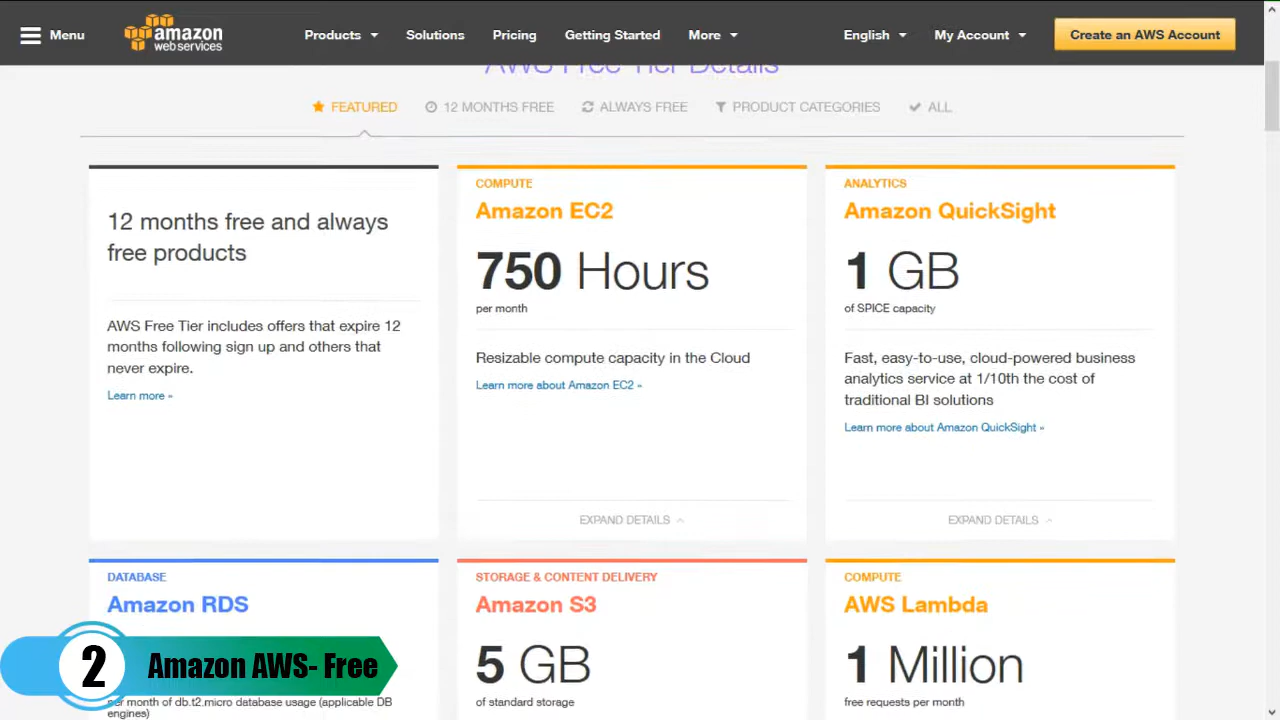 Menu
amazon
web services
Products
Solutions
Pricing
Getting Started
More
English
My Account
Create an AWS Account
AWS Free Tier Details
FEATURED
12 MONTHS FREE
ALWAYS FREE
PRODUCT CATEGORIES
ALL
12 months free and always
free products
AWS Free Tier includes offers that expire 12
months following sign up and others that
never expire.
Learn more »
COMPUTE
Amazon EC2
750 Hours
per month
Resizable compute capacity in the Cloud
Learn more about Amazon EC2 »
EXPAND DETAILS
ANALYTICS
Amazon QuickSight
1 GB
of SPICE capacity
Fast, easy-to-use, cloud-powered business
analytics service at 1/10th the cost of
traditional BI solutions
Learn more about Amazon QuickSight »
EXPAND DETAILS
DATABASE
Amazon RDS
per month of db.t2.micro database usage (applicable DB
engines)
STORAGE & CONTENT DELIVERY
Amazon S3
5 GB
of standard storage
COMPUTE
AWS Lambda
1 Million
free requests per month
2
Amazon AWS- Free